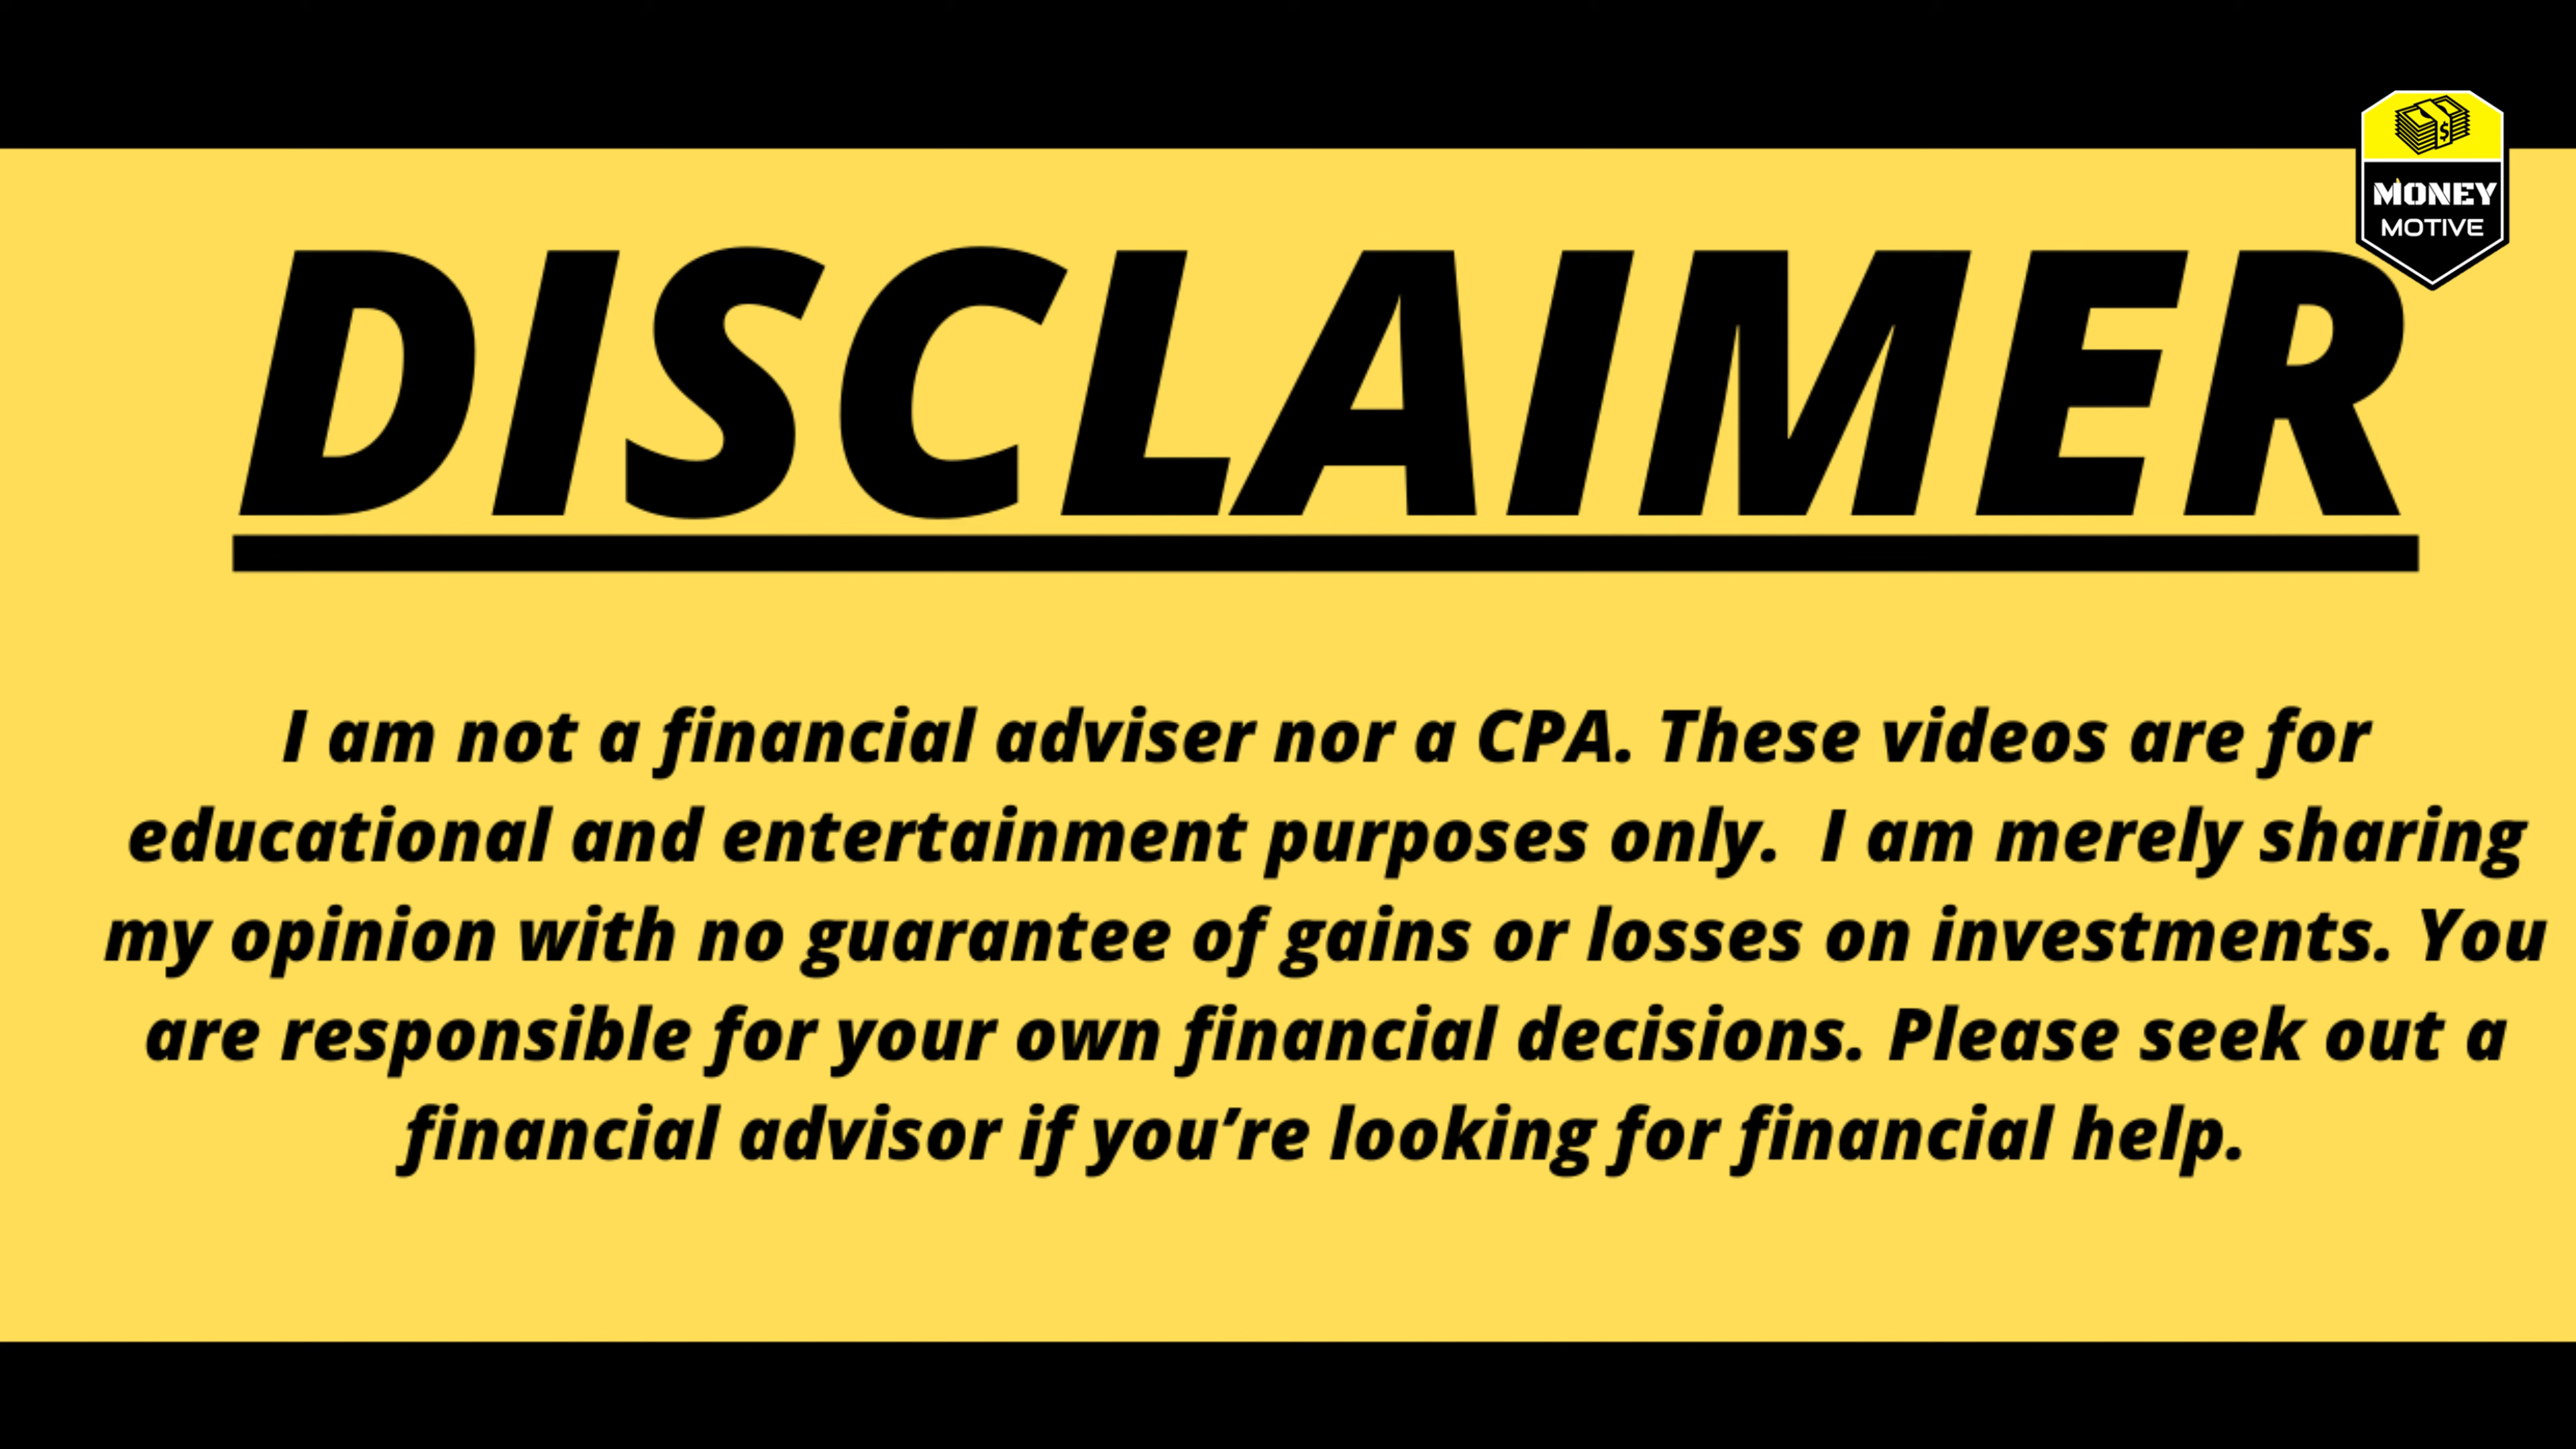 MONEY
MOTIVE
DISCLAIMER
I am not a financial adviser nor a CPA. These videos are for
educational and entertainment purposes only.  I am merely sharing
my opinion with no guarantee of gains or losses on investments. You
are responsible for your own financial decisions. Please seek out a
financial advisor if you’re looking for financial help.